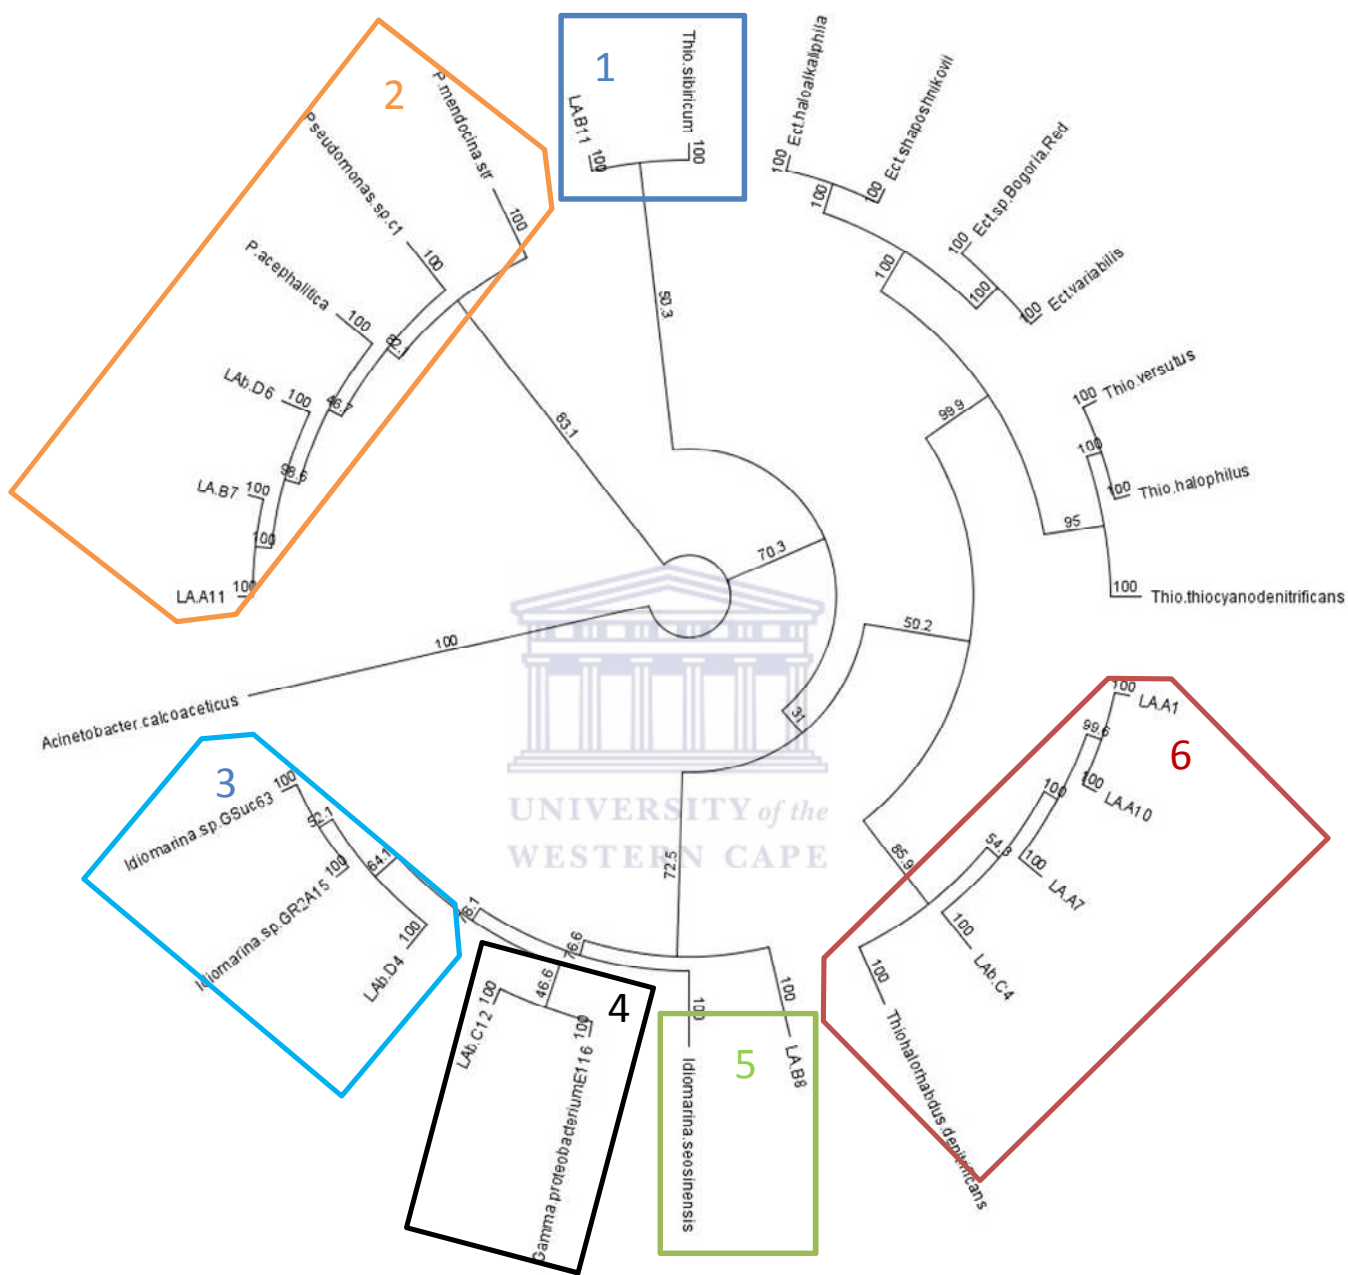 1
Thio.sibiricum
100
LA.B11
100
50.3
2
P.mendocina.str
100
Pseudomonas.sp.c1
100
P.acephalitica
100
62.1
46.7
LAb.D6
100
98.6
LA.B7
100
100
LA.A11
100
83.1
Ect.haloalkaliphila
100
Ect.shaposhnikovii
100
100
Ect.sp.Bogoria.Red
100
100
Ect.variabilis
100
100
99.9
Thio.versutus
100
100
Thio.halophilus
100
95
100
Thio.thiocyanodenitrificans
70.3
50.2
31
100
Acinetobacter.calcoaceticus
UNIVERSITY of the
WESTERN CAPE
3
Idiomarina.sp.GSuc63
100
52.1
Idiomarina.sp.GR2A15
100
64.1
LAb.D4
100
78.1
76.6
72.5
4
LAb.C12
100
46.6
Gamma.proteobacteriumE116
100
5
Idiomarina.seosinensis
100
LA.B8
100
6
100
LA.A1
99.6
100
LA.A10
100
100
LA.A7
54.3
100
LAb.C4
85.9
100
Thiohalorhabdus.denitrificans